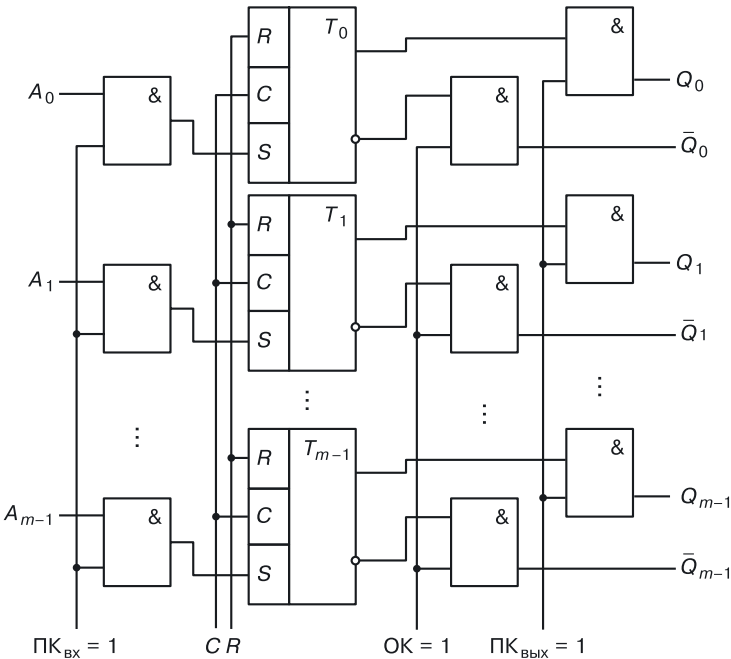 R T₀ &
A₀ & C & Q₀
S Q̅₀
R T₁ &
A₁ & C & Q₁
S Q̅₁
⋮ ⋮ ⋮ ⋮
R Tₘ₋₁ &
Aₘ₋₁ & C & Qₘ₋₁
S Q̅ₘ₋₁
ПКвх = 1 C R ОК = 1 ПКвых = 1